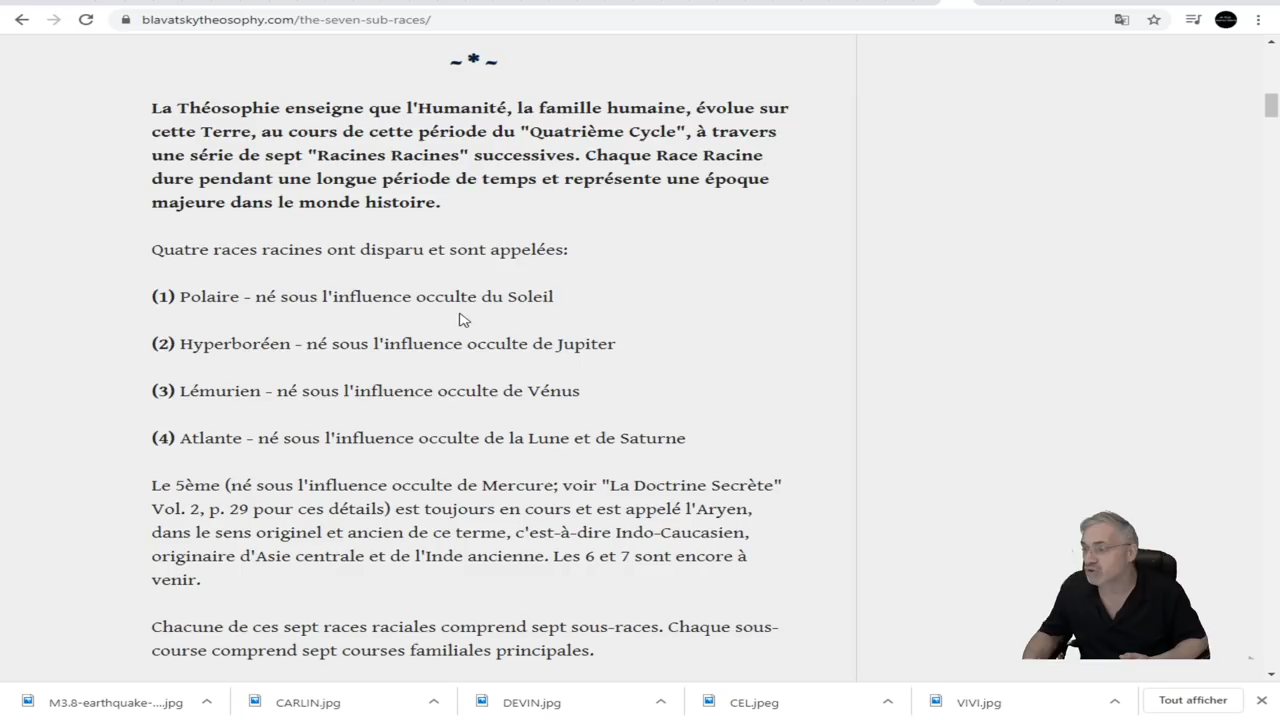 blavatskytheosophy.com/the-seven-sub-races/
~ * ~
La Théosophie enseigne que l'Humanité, la famille humaine, évolue sur
cette Terre, au cours de cette période du "Quatrième Cycle", à travers
une série de sept "Racines Racines" successives. Chaque Race Racine
dure pendant une longue période de temps et représente une époque
majeure dans le monde histoire.
Quatre races racines ont disparu et sont appelées:
(1) Polaire - né sous l'influence occulte du Soleil
(2) Hyperboréen - né sous l'influence occulte de Jupiter
(3) Lémurien - né sous l'influence occulte de Vénus
(4) Atlante - né sous l'influence occulte de la Lune et de Saturne
Le 5ème (né sous l'influence occulte de Mercure; voir "La Doctrine Secrète"
Vol. 2, p. 29 pour ces détails) est toujours en cours et est appelé l'Aryen,
dans le sens originel et ancien de ce terme, c'est-à-dire Indo-Caucasien,
originaire d'Asie centrale et de l'Inde ancienne. Les 6 et 7 sont encore à
venir.
Chacune de ces sept races raciales comprend sept sous-races. Chaque sous-
course comprend sept courses familiales principales.
M3.8-earthquake-....jpg
CARLIN.jpg
DEVIN.jpg
CEL.jpeg
VIVI.jpg
Tout afficher